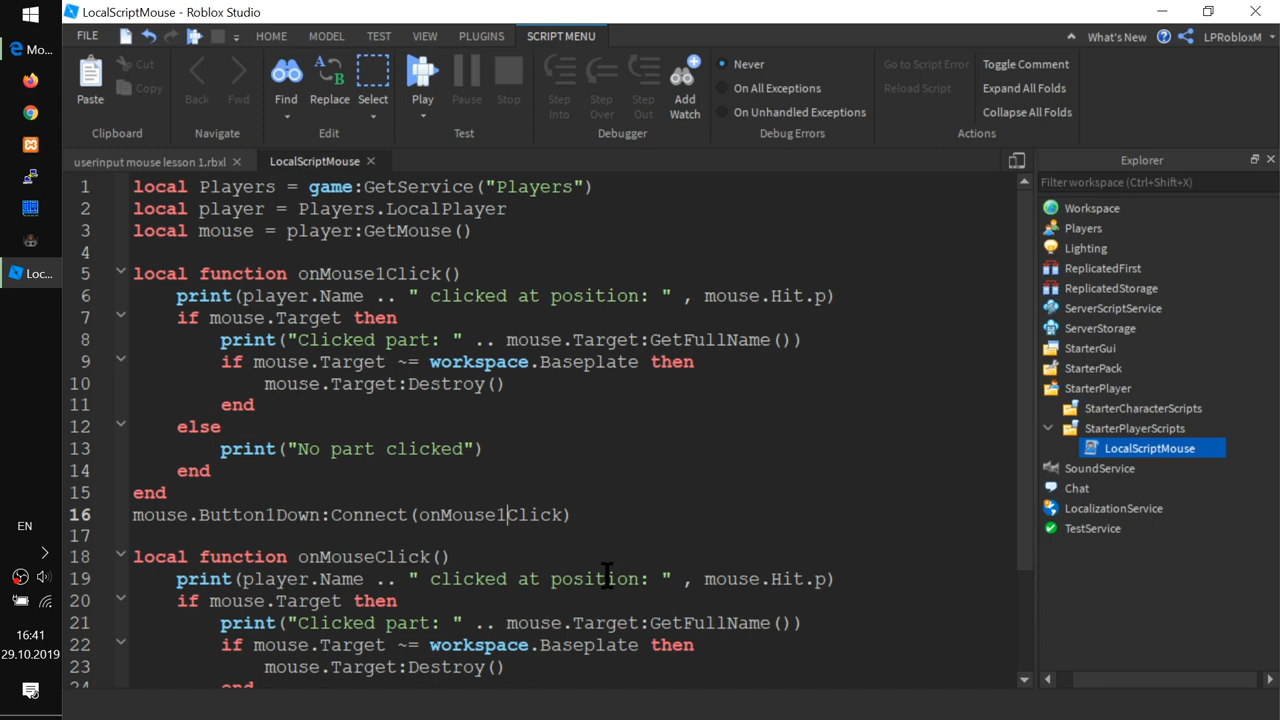 LocalScriptMouse - Roblox Studio
Mo...
Loc...
EN
16:41
29.10.2019
FILE HOME MODEL TEST VIEW PLUGINS SCRIPT MENU What's New LPRobloxM
Paste Cut Copy Clipboard
Back Fwd Navigate
Find Replace Select Edit
Play Pause Stop Test
Step Into Step Over Step Out Add Watch Debugger
Never
On All Exceptions
On Unhandled Exceptions
Debug Errors
Go to Script Error Toggle Comment
Reload Script Expand All Folds
Collapse All Folds
Actions
userinput mouse lesson 1.rbxl LocalScriptMouse
1 local Players = game:GetService("Players")
2 local player = Players.LocalPlayer
3 local mouse = player:GetMouse()
4
5 local function onMouse1Click()
6 print(player.Name .. " clicked at position: " , mouse.Hit.p)
7 if mouse.Target then
8 print("Clicked part: " .. mouse.Target:GetFullName())
9 if mouse.Target ~= workspace.Baseplate then
10 mouse.Target:Destroy()
11 end
12 else
13 print("No part clicked")
14 end
15 end
16 mouse.Button1Down:Connect(onMouse1Click)
17
18 local function onMouseClick()
19 print(player.Name .. " clicked at position: " , mouse.Hit.p)
20 if mouse.Target then
21 print("Clicked part: " .. mouse.Target:GetFullName())
22 if mouse.Target ~= workspace.Baseplate then
23 mouse.Target:Destroy()
24 end
Explorer
Filter workspace (Ctrl+Shift+X)
Workspace
Players
Lighting
ReplicatedFirst
ReplicatedStorage
ServerScriptService
ServerStorage
StarterGui
StarterPack
StarterPlayer
StarterCharacterScripts
StarterPlayerScripts
LocalScriptMouse
SoundService
Chat
LocalizationService
TestService